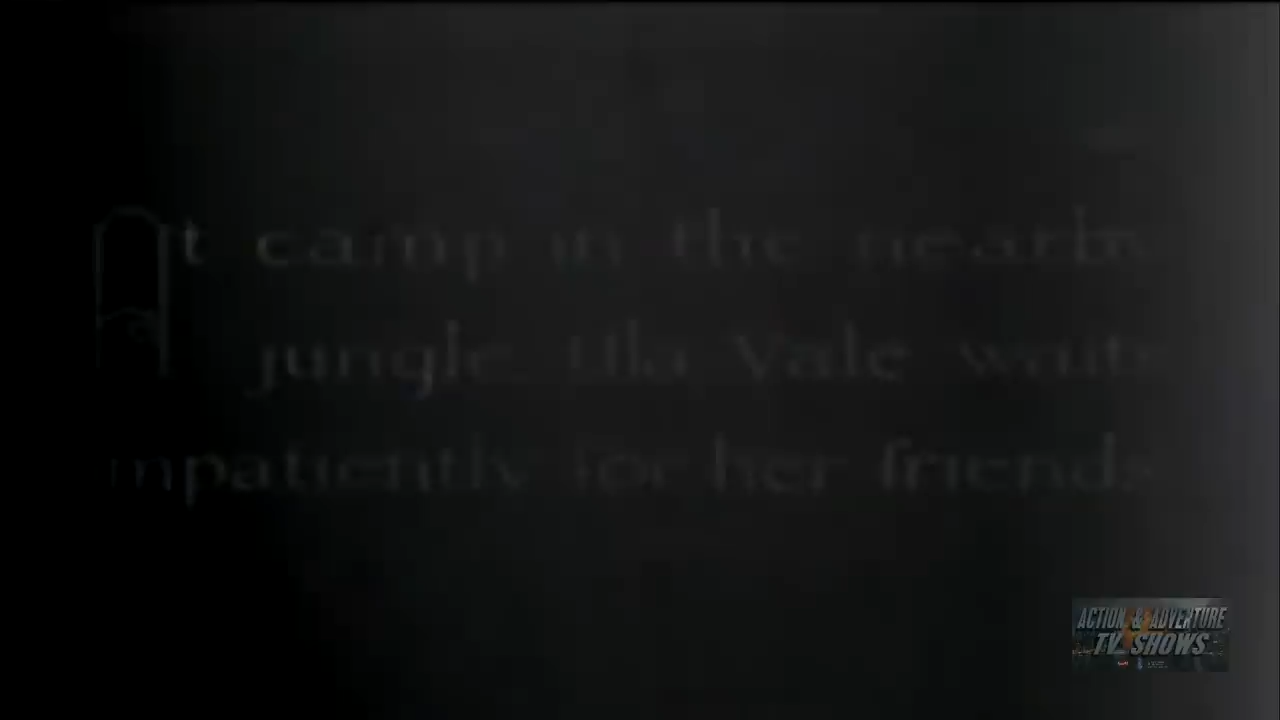 At camp in the nearby
jungle, Ula Vale waits
impatiently for her friends
ACTION & ADVENTURE
TV SHOWS